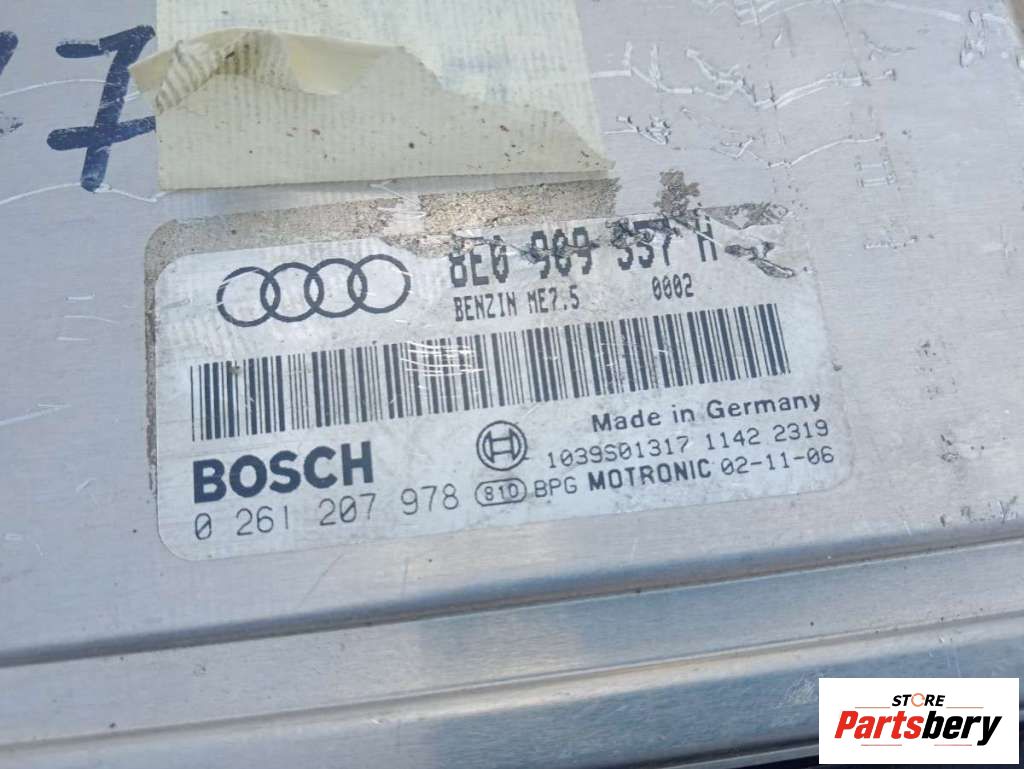 17
8E0 909 557 H
BENZIN ME7.5 0002
Made in Germany
BOSCH
1039S01317 1142 2319
0 261 207 978 810 BPG MOTRONIC 02-11-06
STORE
Partsbery